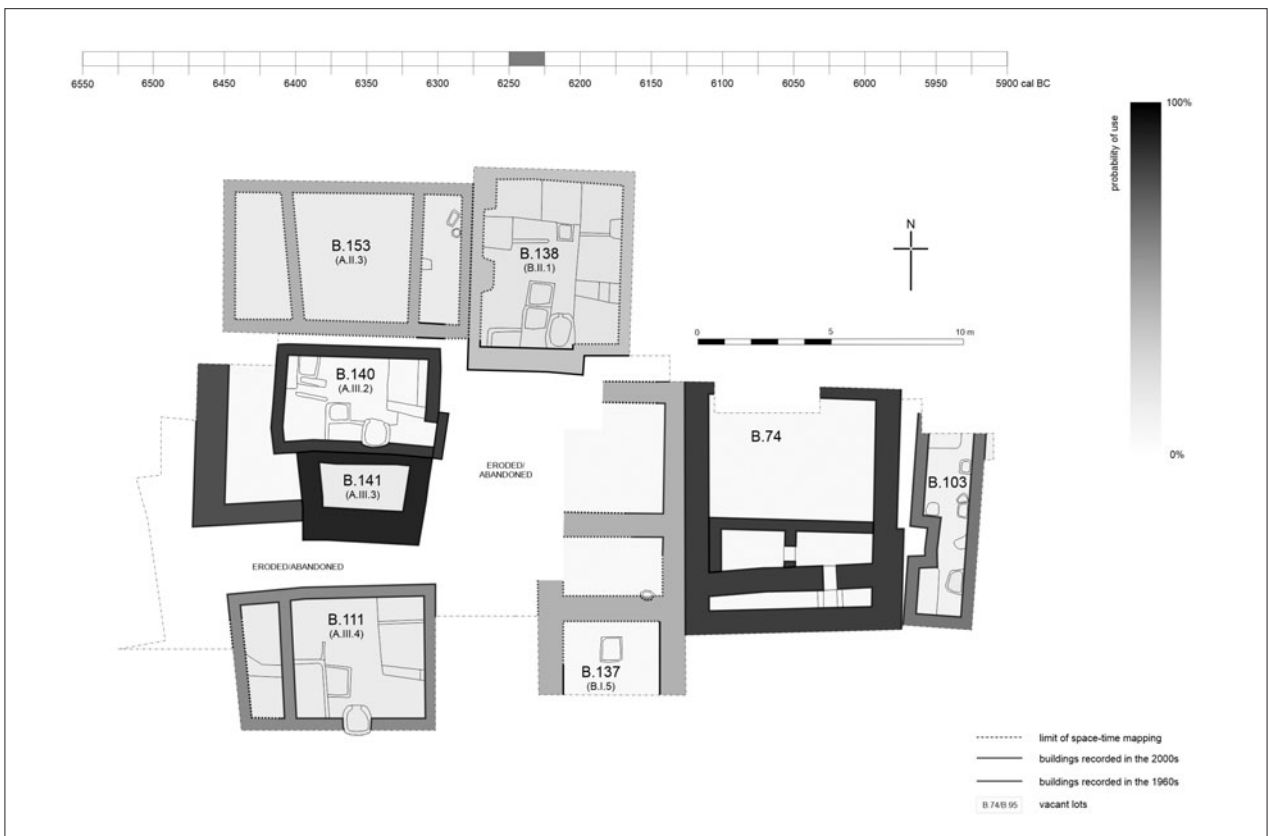 6550 6500 6450 6400 6350 6300 6250 6200 6150 6100 6050 6000 5950 5900 cal BC
100%
probability of use
0%
N
0 5 10 m
B.153
(A.II.3)
B.138
(B.II.1)
B.140
(A.III.2)
B.141
(A.III.3)
ERODED/
ABANDONED
B.74
B.103
ERODED/ABANDONED
B.111
(A.III.4)
B.137
(B.I.5)
limit of space-time mapping
buildings recorded in the 2000s
buildings recorded in the 1960s
B.74/B.95 vacant lots